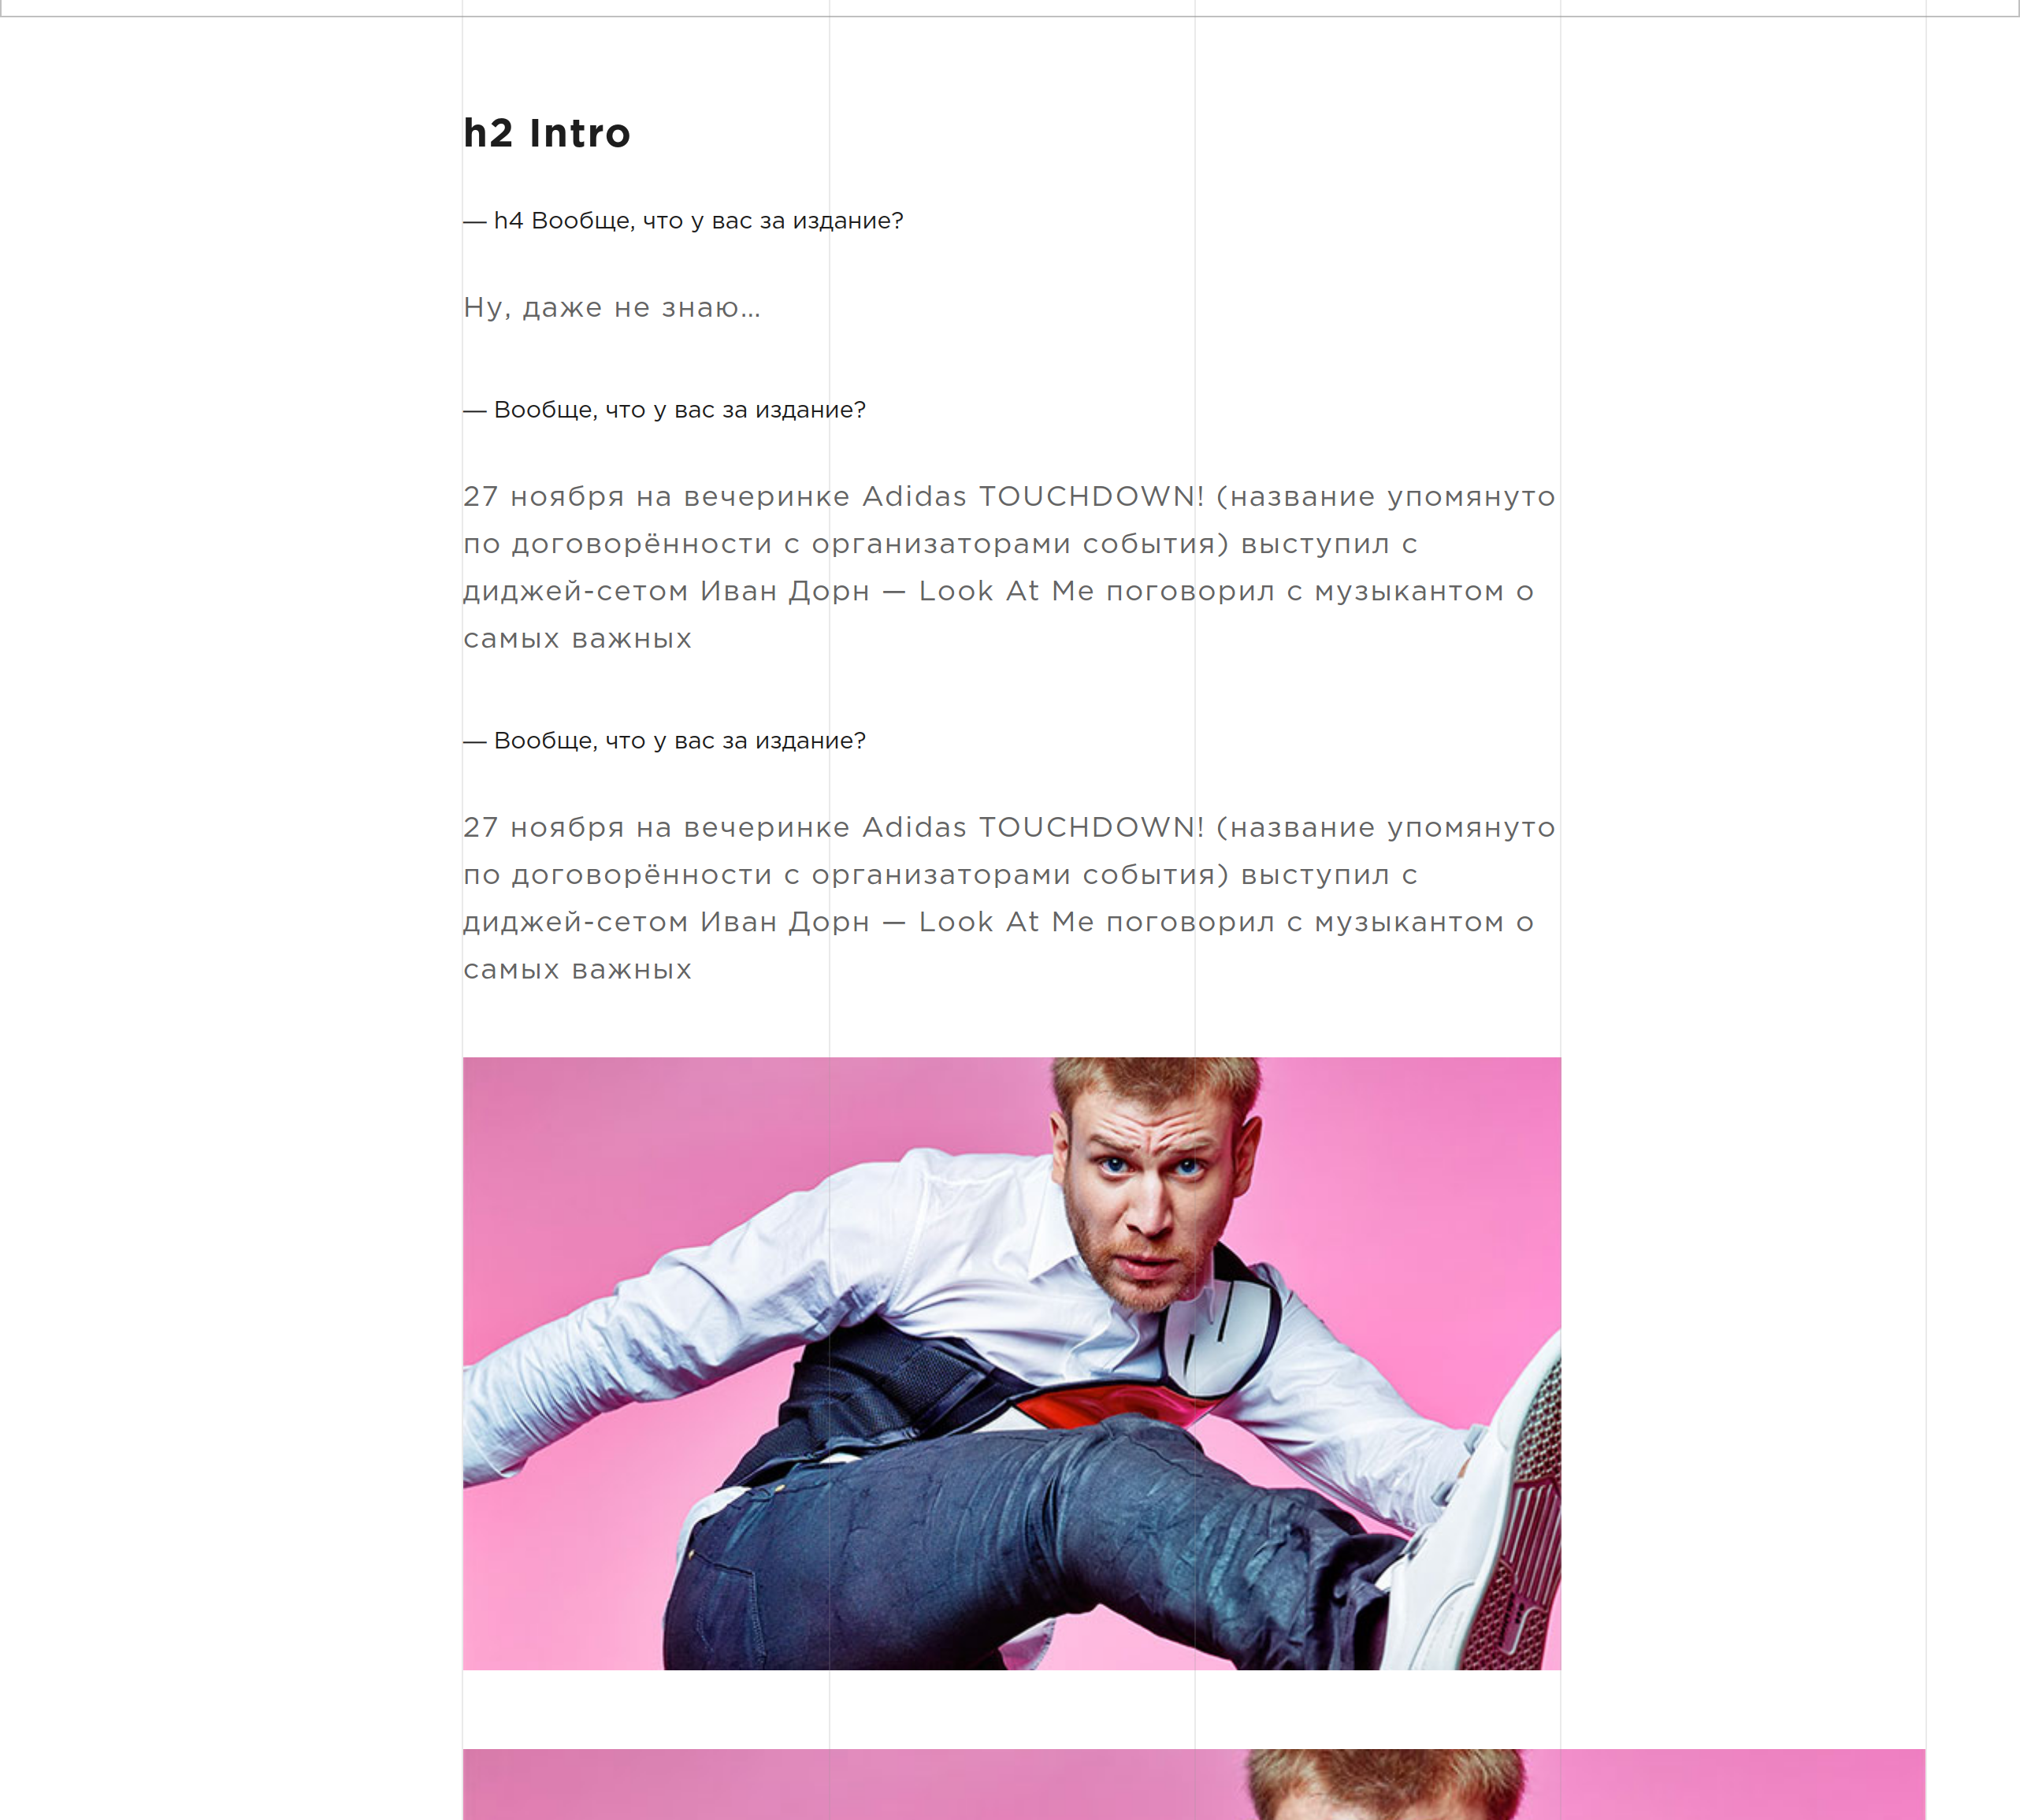 h2 Intro
— h4 Вообще, что у вас за издание?
Ну, даже не знаю...
— Вообще, что у вас за издание?
27 ноября на вечеринке Adidas TOUCHDOWN! (название упомянуто
по договорённости с организаторами события) выступил с
диджей-сетом Иван Дорн — Look At Me поговорил с музыкантом о
самых важных
— Вообще, что у вас за издание?
27 ноября на вечеринке Adidas TOUCHDOWN! (название упомянуто
по договорённости с организаторами события) выступил с
диджей-сетом Иван Дорн — Look At Me поговорил с музыкантом о
самых важных